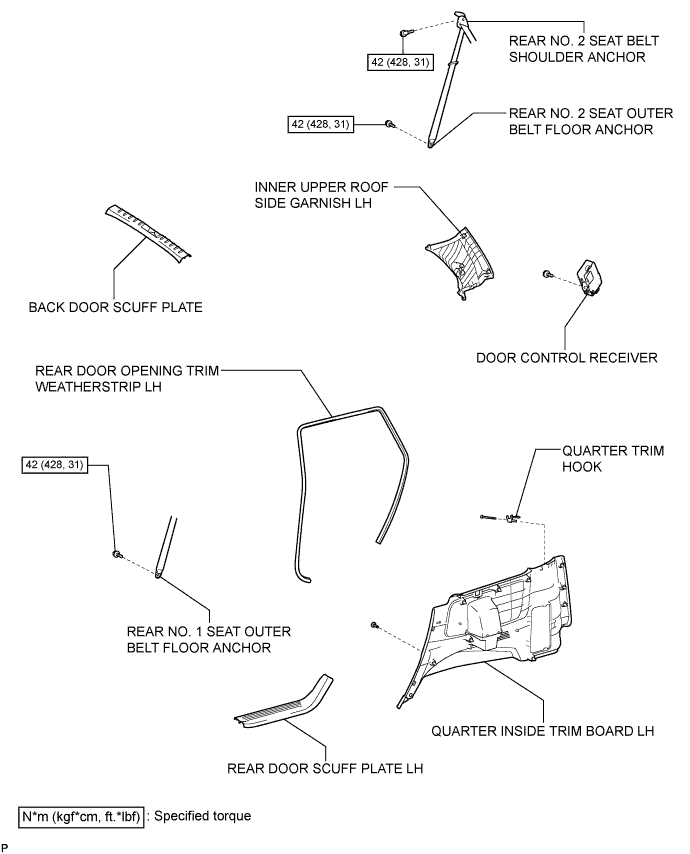 REAR NO. 2 SEAT BELT
SHOULDER ANCHOR
42 (428, 31)
REAR NO. 2 SEAT OUTER
BELT FLOOR ANCHOR
42 (428, 31)
INNER UPPER ROOF
SIDE GARNISH LH
BACK DOOR SCUFF PLATE
DOOR CONTROL RECEIVER
REAR DOOR OPENING TRIM
WEATHERSTRIP LH
QUARTER TRIM
HOOK
42 (428, 31)
REAR NO. 1 SEAT OUTER
BELT FLOOR ANCHOR
QUARTER INSIDE TRIM BOARD LH
REAR DOOR SCUFF PLATE LH
N*m (kgf*cm, ft.*lbf) : Specified torque
P